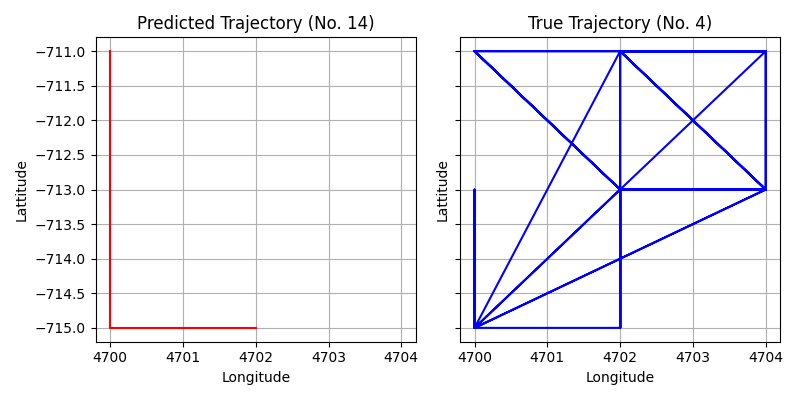 Predicted Trajectory (No. 14)
Lattitude
−711.0
−711.5
−712.0
−712.5
−713.0
−713.5
−714.0
−714.5
−715.0
4700 4701 4702 4703 4704
Longitude
True Trajectory (No. 4)
Lattitude
4700 4701 4702 4703 4704
Longitude